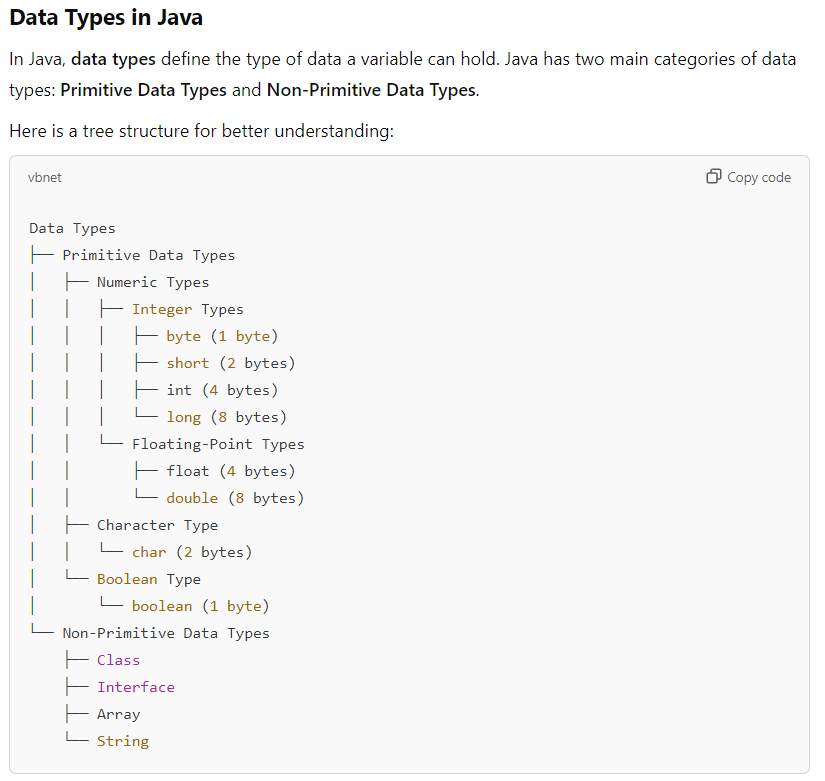 Data Types in Java
In Java, data types define the type of data a variable can hold. Java has two main categories of data
types: Primitive Data Types and Non-Primitive Data Types.
Here is a tree structure for better understanding:
vbnet
Copy code
Data Types
├── Primitive Data Types
│   ├── Numeric Types
│   │   ├── Integer Types
│   │   │   ├── byte (1 byte)
│   │   │   ├── short (2 bytes)
│   │   │   ├── int (4 bytes)
│   │   │   └── long (8 bytes)
│   │   └── Floating-Point Types
│   │       ├── float (4 bytes)
│   │       └── double (8 bytes)
│   ├── Character Type
│   │   └── char (2 bytes)
│   └── Boolean Type
│       └── boolean (1 byte)
└── Non-Primitive Data Types
    ├── Class
    ├── Interface
    ├── Array
    └── String